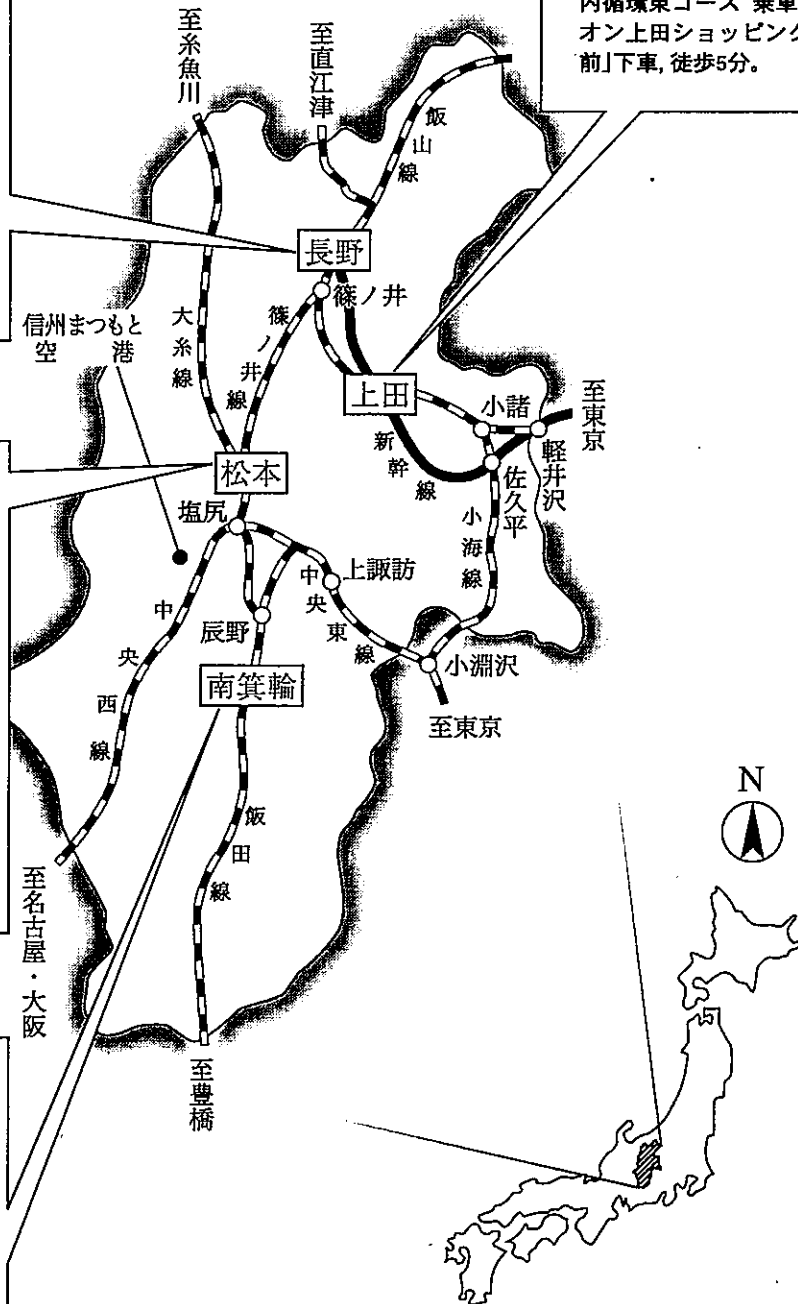 内循環東コース 乗車
オン上田ショッピング
前」下車, 徒歩5分。
至糸魚川
至直江津
飯山線
長野
篠ノ井
篠ノ井線
大糸線
信州まつもと
空 港
上田
小諸
至東京
新幹線
軽井沢
佐久平
松本
小海線
塩尻
上諏訪
中央東線
辰野
中央西線
小淵沢
南箕輪
至東京
飯田線
N
至名古屋・大阪
至豊橋